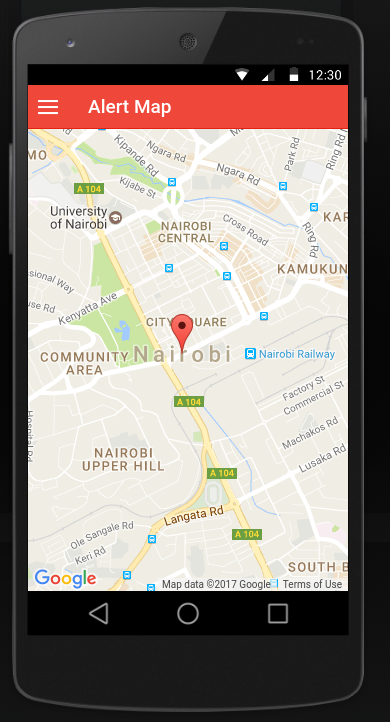 12:30
Alert Map
Kipande Rd
Ngara Rd
Park Rd
Ring Rd
MO
A 104
Kijabe St
Ngara Rd
University
of Nairobi
NAIROBI
CENTRAL
Cross Road
Ring Rd
KAR
KAMUKUN
sional Way
use Rd
Kenyatta Ave
CITY SQUARE
Nairobi
Nairobi Railway
COMMUNITY
AREA
A 104
Factory St
Commercial St
Hospital Rd
Machakos Rd
NAIROBI
UPPER HILL
A 104
Lusaka Rd
Langata Rd
Ole Sangale Rd
A 104
Keri Rd
SOUTH B
Google
Map data ©2017 Google
Terms of Use